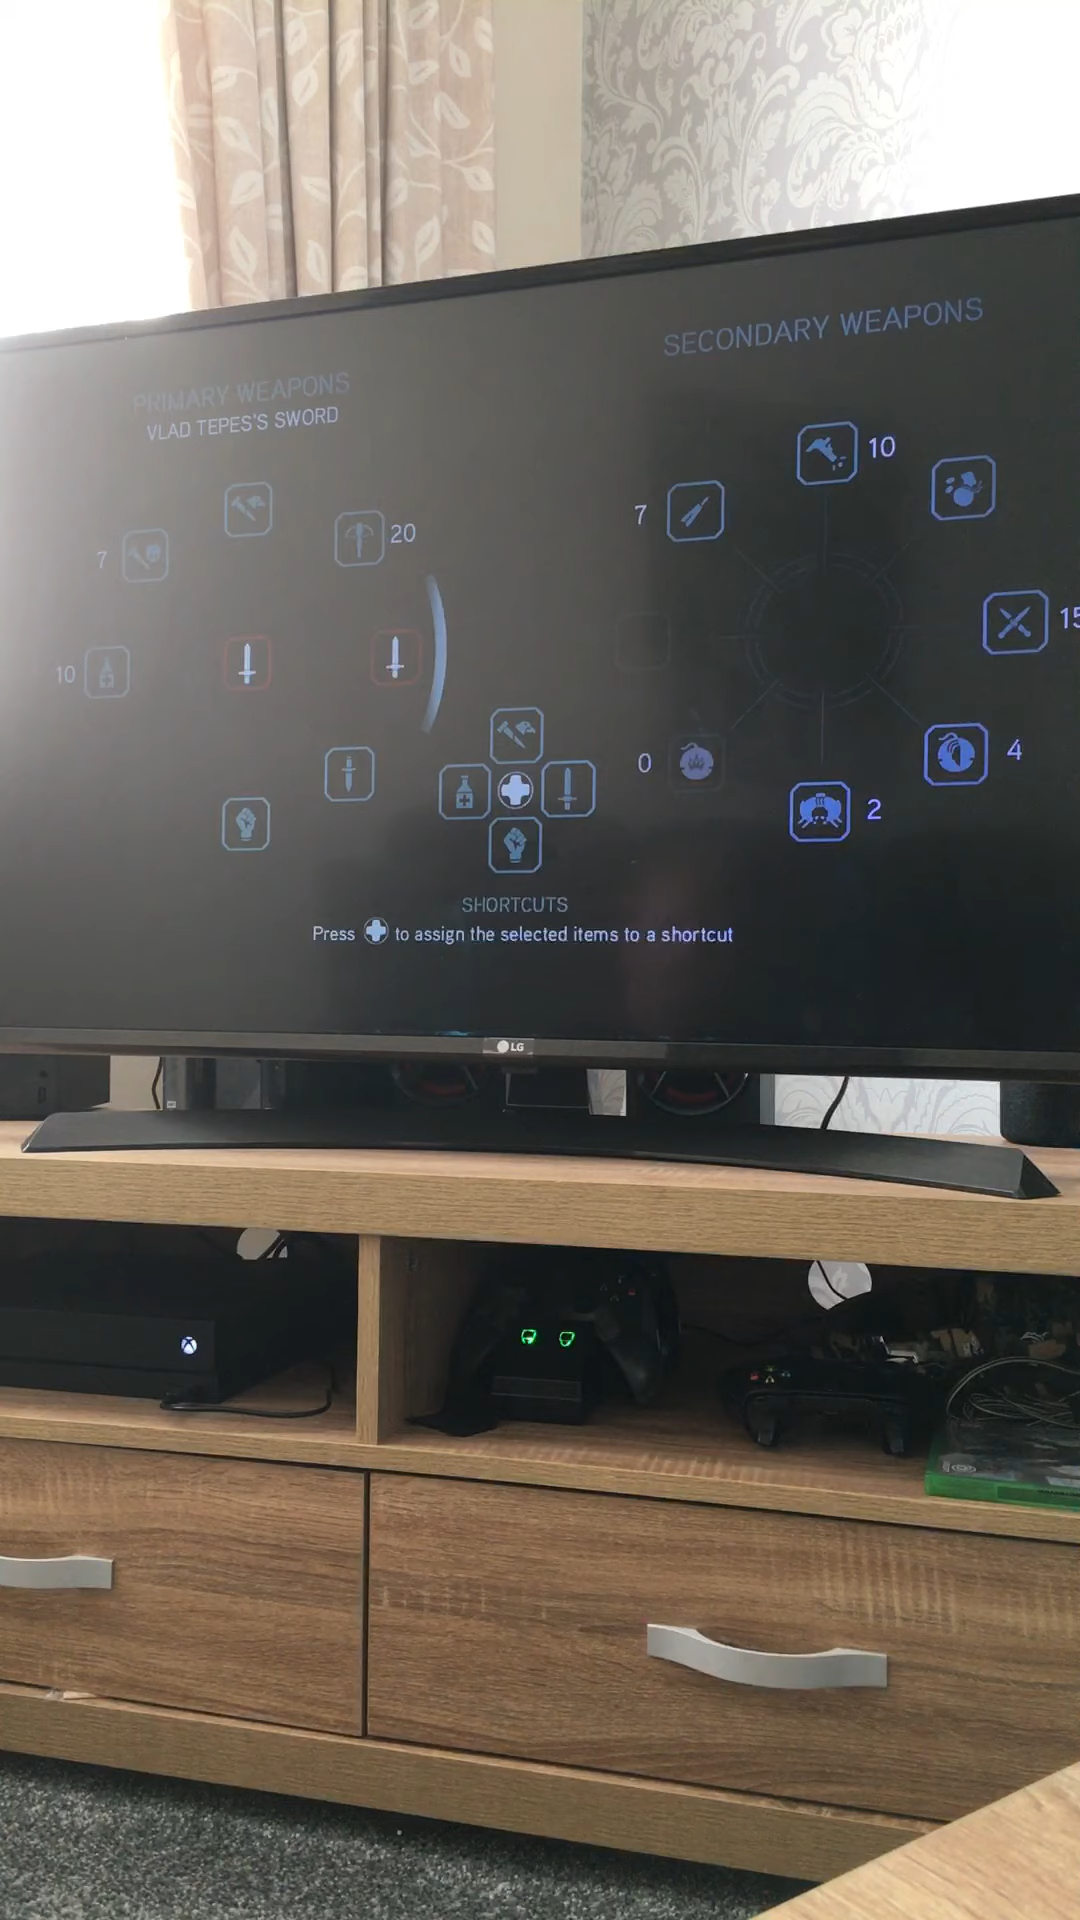 SECONDARY WEAPONS
PRIMARY WEAPONS
VLAD TEPES'S SWORD
10
20
7
7
15
10
0
4
2
SHORTCUTS
Press to assign the selected items to a shortcut
LG